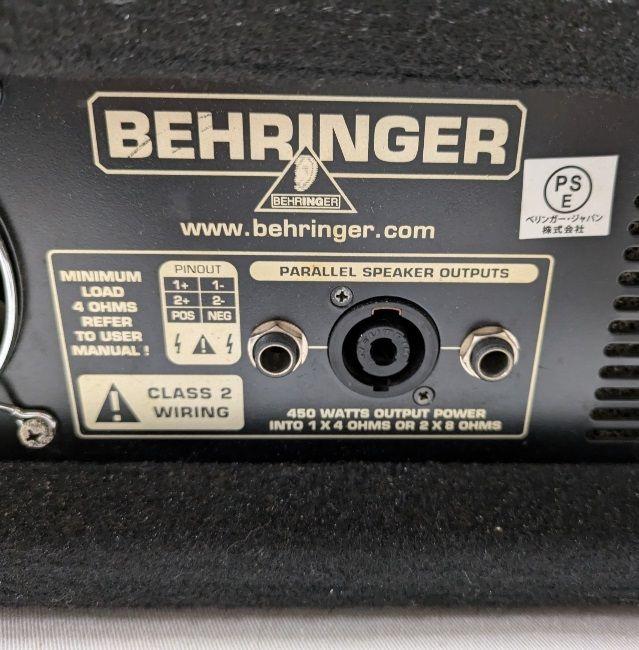 BEHRINGER
BEHRINGER
www.behringer.com
PS
E
ベリンガー・ジャパン
株式会社
MINIMUM
LOAD
4 OHMS
REFER
TO USER
MANUAL !
PINOUT
1+ 1-
2+ 2-
POS NEG
CLASS 2
WIRING
PARALLEL SPEAKER OUTPUTS
450 WATTS OUTPUT POWER
INTO 1 X 4 OHMS OR 2 X 8 OHMS